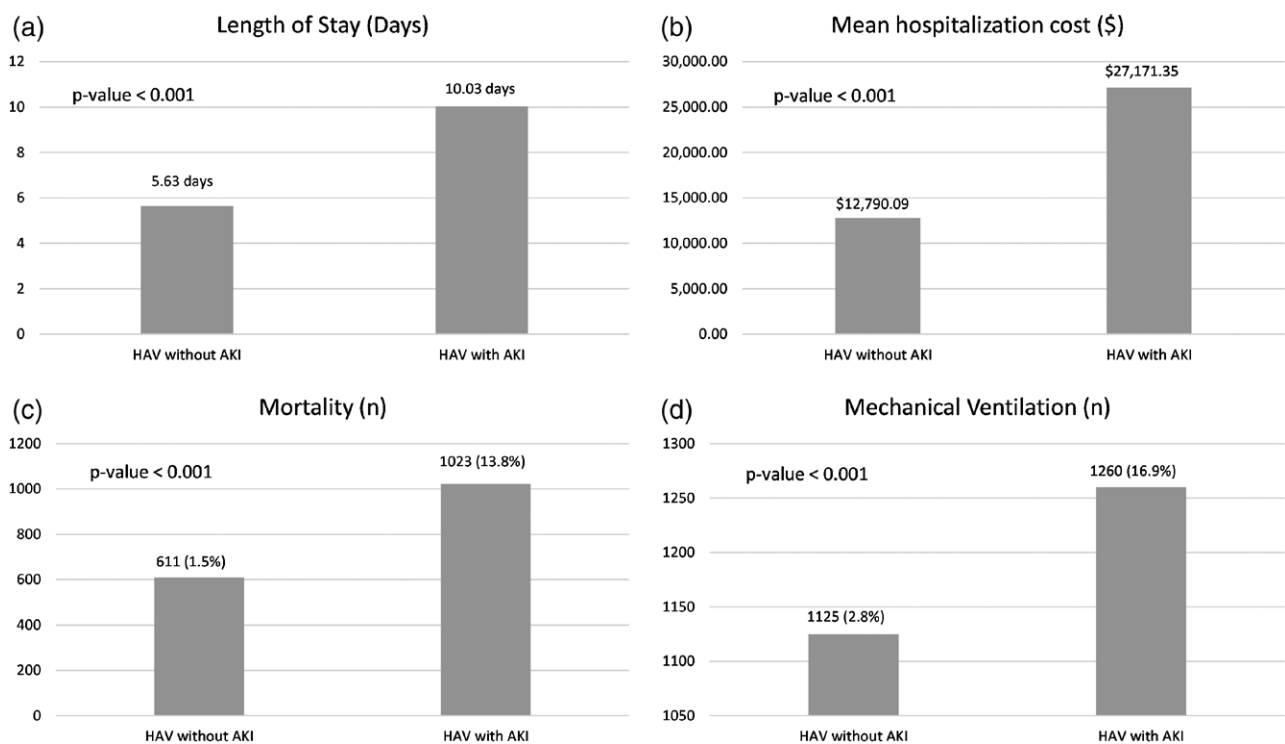 (a)
Length of Stay (Days)
12
10
8
6
4
2
0
p-value < 0.001
5.63 days
10.03 days
HAV without AKI
HAV with AKI
(b)
Mean hospitalization cost ($)
30,000.00
25,000.00
20,000.00
15,000.00
10,000.00
5,000.00
0.00
p-value < 0.001
$12,790.09
$27,171.35
HAV without AKI
HAV with AKI
(c)
Mortality (n)
1200
1000
800
600
400
200
0
p-value < 0.001
611 (1.5%)
1023 (13.8%)
HAV without AKI
HAV with AKI
(d)
Mechanical Ventilation (n)
1300
1250
1200
1150
1100
1050
p-value < 0.001
1125 (2.8%)
1260 (16.9%)
HAV without AKI
HAV with AKI